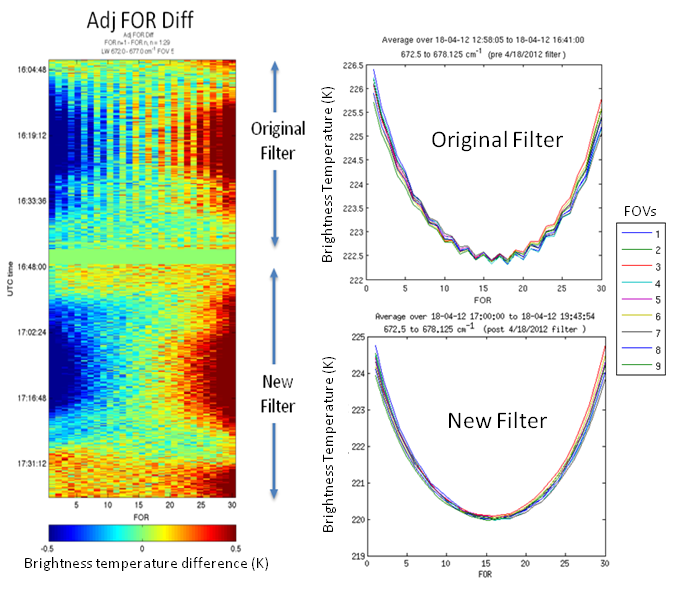 Adj FOR Diff
Adj FOR Diff
FOR n+1 - FOR n, n = 1:29
LW 672.0 - 677.0 cm-1 FOV 5
16:04:48
16:19:12
16:33:36
16:48:00
17:02:24
17:16:48
17:31:12
UTC time
5 10 15 20 25 30
FOR
-0.5 0 0.5
Brightness temperature difference (K)
Original
Filter
New
Filter
Average over 18-04-12 12:58:05 to 18-04-12 16:41:00
672.5 to 678.125 cm-1 (pre 4/18/2012 filter )
Brightness Temperature (K)
226.5
226
225.5
225
224.5
224
223.5
223
222.5
222
Original Filter
0 5 10 15 20 25 30
FOR
Average over 18-04-12 17:00:00 to 18-04-12 19:43:54
672.5 to 678.125 cm-1 (post 4/18/2012 filter )
Brightness Temperature (K)
225
224
223
222
221
220
219
New Filter
0 5 10 15 20 25 30
FOR
FOVs
1
2
3
4
5
6
7
8
9